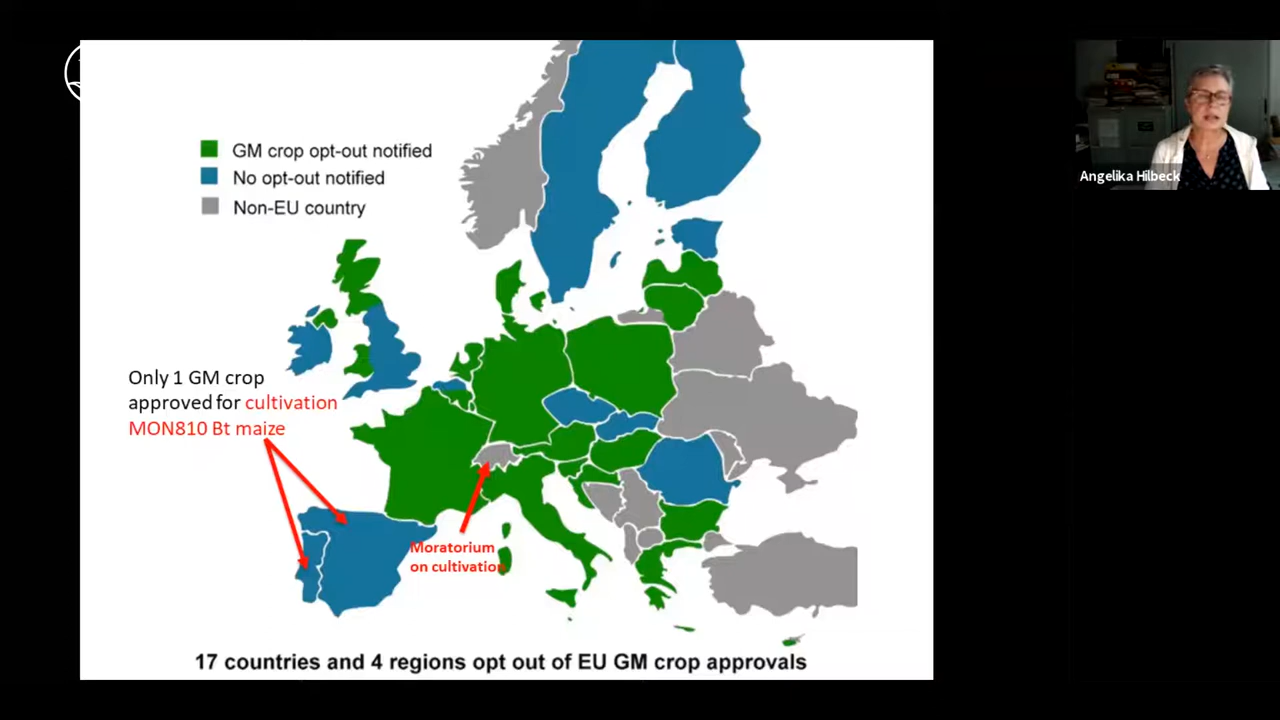 GM crop opt-out notified
No opt-out notified
Non-EU country
Angelika Hilbeck
Only 1 GM crop
approved for cultivation
MON810 Bt maize
Moratorium
on cultivation
17 countries and 4 regions opt out of EU GM crop approvals